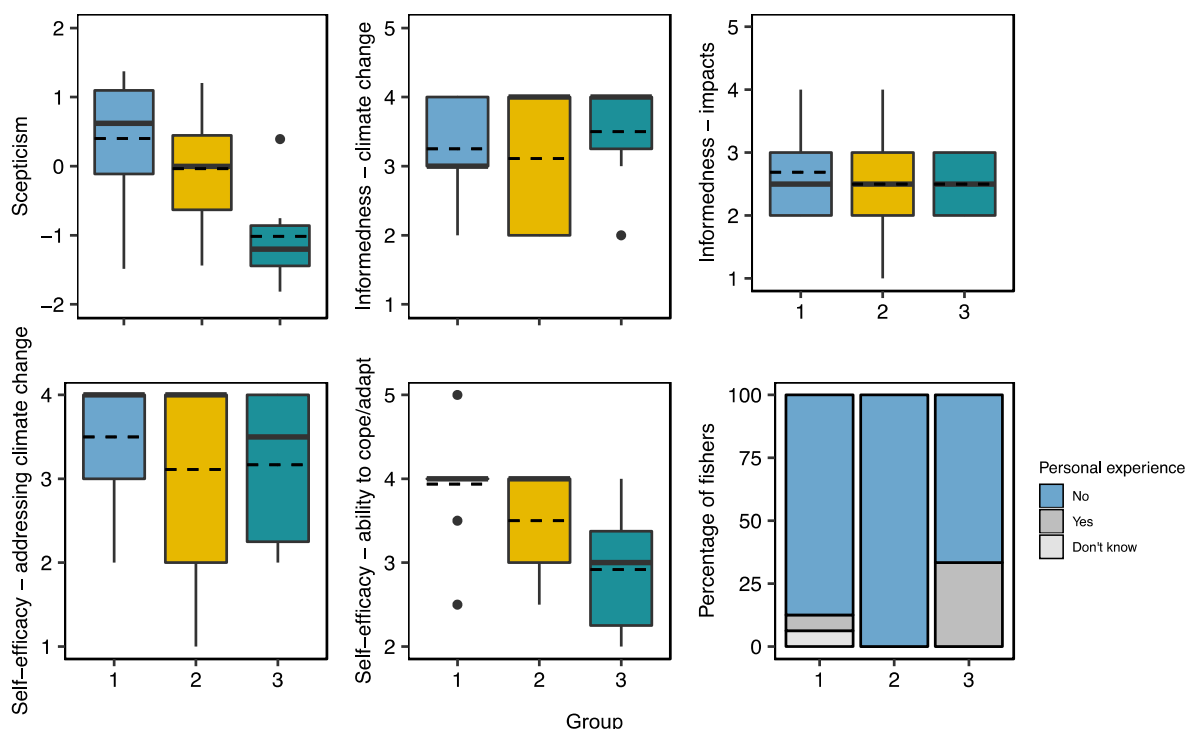 Scepticism
2
1
0
−1
−2
Informedness − climate change
5
4
3
2
1
Informedness − impacts
5
4
3
2
1
1 2 3
Self−efficacy − addressing climate change
4
3
2
1
1 2 3
Self−efficacy − ability to cope/adapt
5
4
3
2
1 2 3
Percentage of fishers
100
75
50
25
0
1 2 3
Personal experience
No
Yes
Don't know
Group